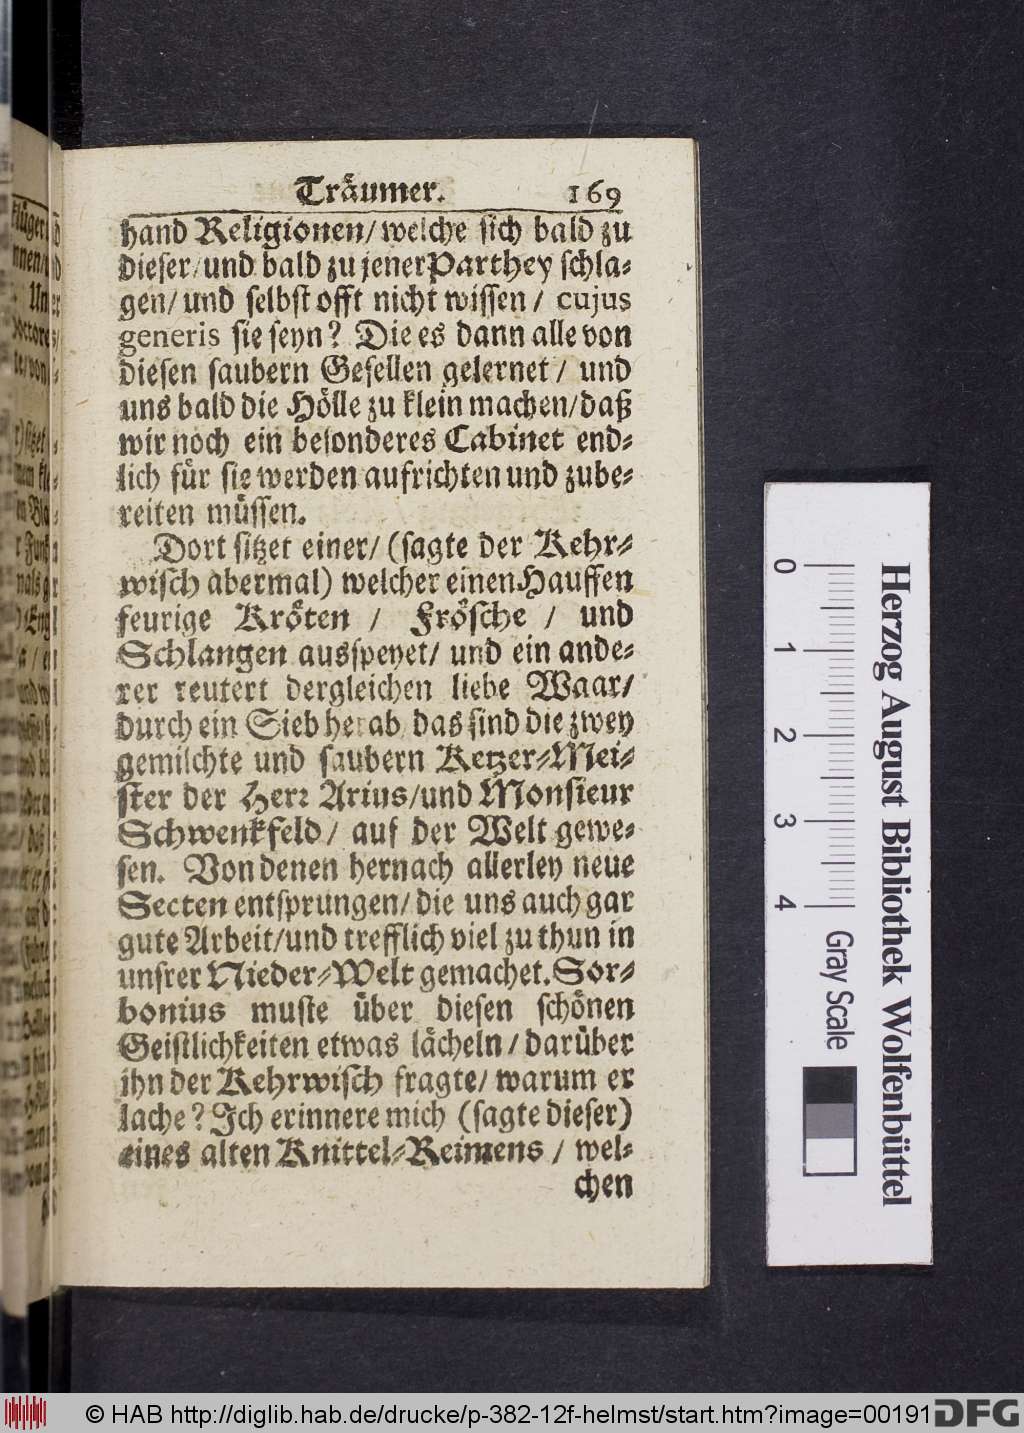 Träumer. 169
hand Religionen/welche sich bald zu
dieser/und bald zu jener Parthey schla-
gen/ und selbst offt nicht wissen / cujus
generis sie seyn? Die es dann alle von
diesen saubern Gesellen gelernet / und
uns bald die Hölle zu klein machen/daß
wir noch ein besonderes Cabinet end-
lich für sie werden aufrichten und zube-
reiten müssen.
Dort sitzet einer/ (sagte der Kehr-
wisch abermal) welcher einen Hauffen
feurige Kröten / Frösche / und
Schlangen ausspeyet/ und ein ande-
rer reutert dergleichen liebe Waar/
durch ein Sieb herab, das sind die zwey
gemilchte und saubern Ketzer-Mei-
ster der Herr Arius/und Monsieur
Schwenkfeld/ auf der Welt gewe-
sen. Von denen hernach allerley neue
Secten entsprungen/die uns auch gar
gute Arbeit/und trefflich viel zu thun in
unsrer Nieder-Welt gemachet. Sor-
bonius muste über diesen schönen
Geistlichkeiten etwas lächeln / darüber
ihn der Kehrwisch fragte/ warum er
lache? Ich erinnere mich (sagte dieser)
eines alten Knittel-Reimens / wel-
chen
0 1 2 3 4
Gray Scale
Herzog August Bibliothek Wolfenbüttel
© HAB http://diglib.hab.de/drucke/p-382-12f-helmst/start.htm?image=00191
DFG